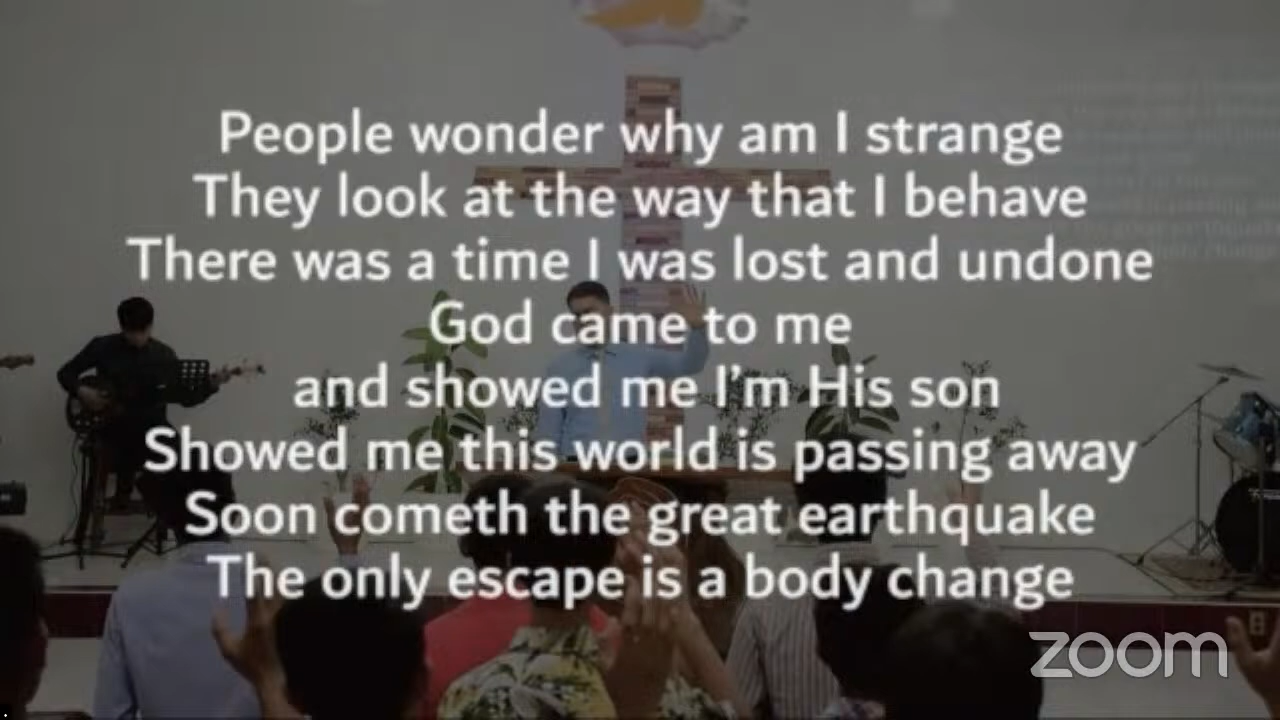 People wonder why am I strange
They look at the way that I behave
There was a time I was lost and undone
God came to me
and showed me I'm His son
Showed me this world is passing away
Soon cometh the great earthquake
The only escape is a body change
zoom